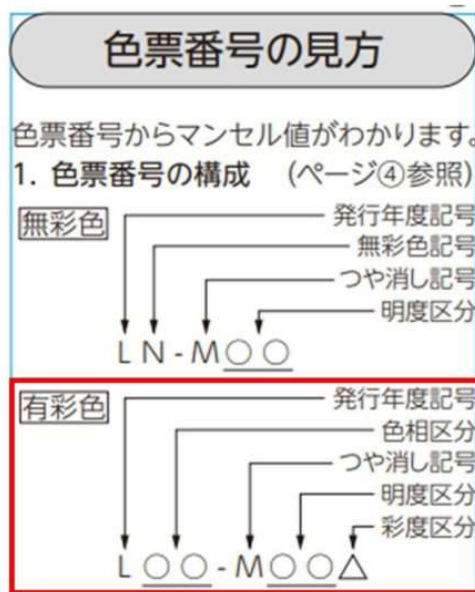 色票番号の見方
色票番号からマンセル値がわかります。
1. 色票番号の構成 (ページ④参照)
無彩色
発行年度記号
無彩色記号
つや消し記号
明度区分
L N - M○○
有彩色
発行年度記号
色相区分
つや消し記号
明度区分
彩度区分
L ○○ - M○○△